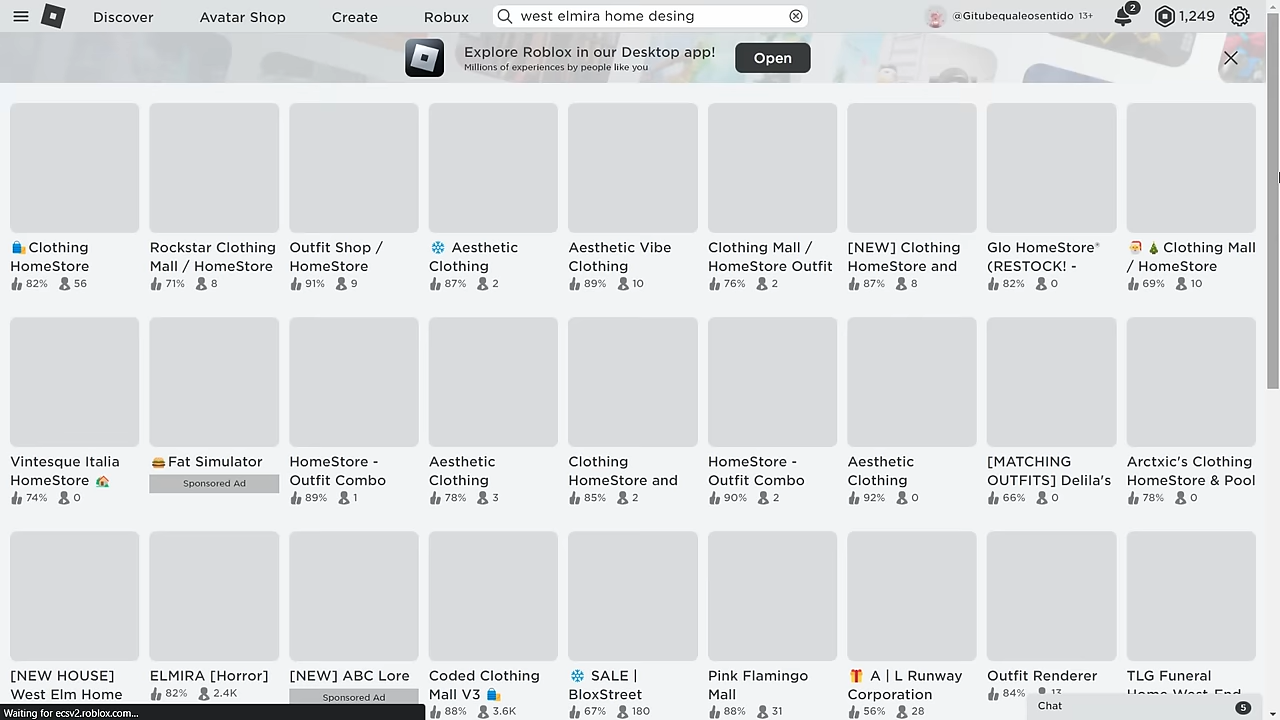 Discover Avatar Shop Create Robux west elmira home desing @Gitubequaleosentido 13+ 2 1,249
Explore Roblox in our Desktop app!
Millions of experiences by people like you
Open
🛍️Clothing HomeStore
82% 56
Rockstar Clothing Mall / HomeStore
71% 8
Outfit Shop / HomeStore
91% 9
❄️ Aesthetic Clothing
87% 2
Aesthetic Vibe Clothing
89% 10
Clothing Mall / HomeStore Outfit
76% 2
[NEW] Clothing HomeStore and
87% 8
Glo HomeStore* (RESTOCK! -
82% 0
🎅🎄Clothing Mall / HomeStore
69% 10
Vintesque Italia HomeStore 🏠
74% 0
🍔Fat Simulator
Sponsored Ad
HomeStore - Outfit Combo
89% 1
Aesthetic Clothing
78% 3
Clothing HomeStore and
85% 2
HomeStore - Outfit Combo
90% 2
Aesthetic Clothing
92% 0
[MATCHING OUTFITS] Delila's
66% 0
Arctxic's Clothing HomeStore & Pool
78% 0
[NEW HOUSE] West Elm Home
ELMIRA [Horror]
82% 2.4K
[NEW] ABC Lore
Sponsored Ad
Coded Clothing Mall V3 🛍️
88% 3.6K
❄️ SALE | BloxStreet
67% 180
Pink Flamingo Mall
88% 31
🎁 A | L Runway Corporation
56% 28
Outfit Renderer
84% 13
TLG Funeral Home West-End
Chat 5
Waiting for ecsv2.roblox.com...